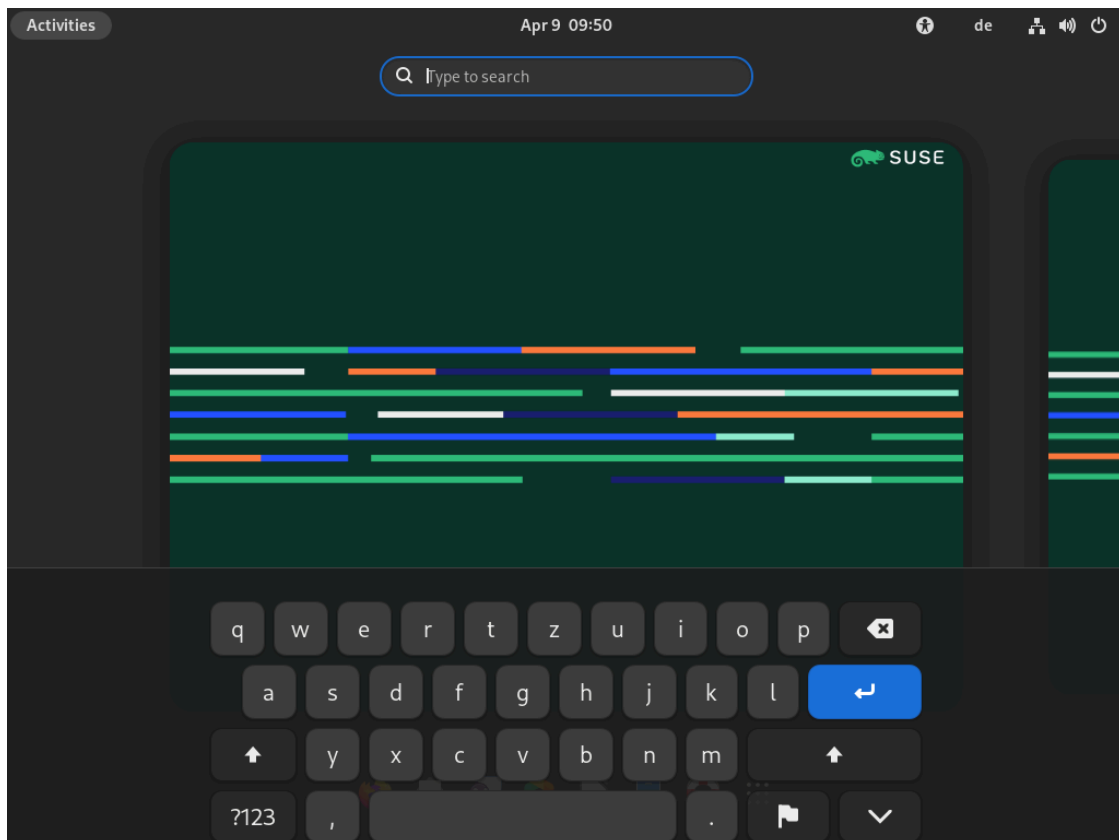 Activities Apr 9 09:50 de
Type to search
SUSE
q w e r t z u i o p
a s d f g h j k l
y x c v b n m
?123 , .